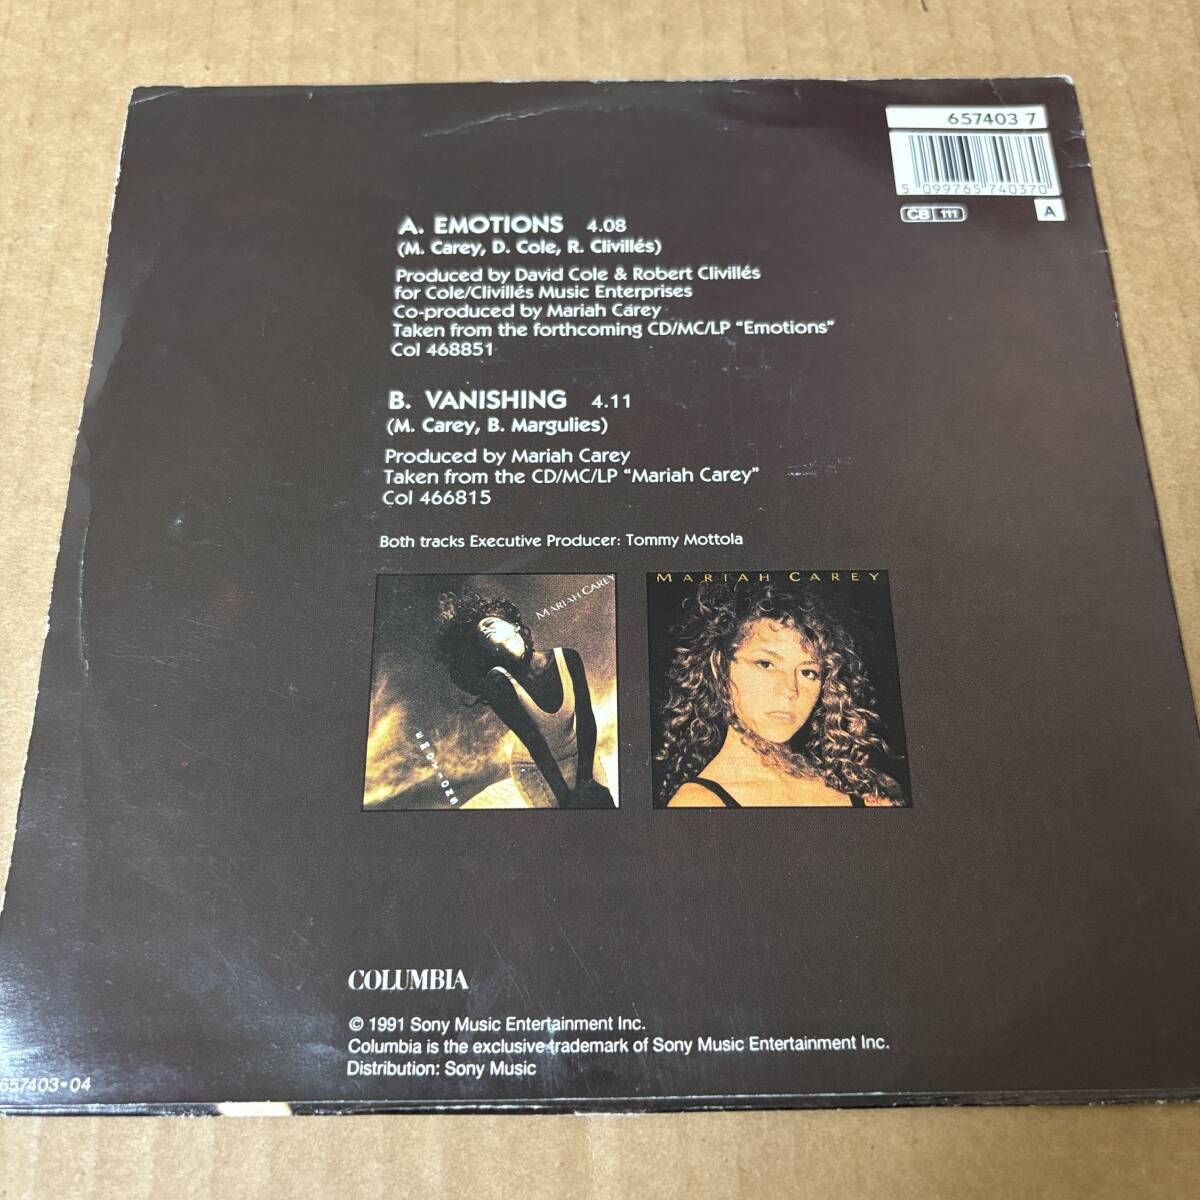 657403 7
5 099765 740370
CB 111
A
A. EMOTIONS 4.08
(M. Carey, D. Cole, R. Clivillés)
Produced by David Cole & Robert Clivillés
for Cole/Clivillés Music Enterprises
Co-produced by Mariah Carey
Taken from the forthcoming CD/MC/LP “Emotions”
Col 468851
B. VANISHING 4.11
(M. Carey, B. Margulies)
Produced by Mariah Carey
Taken from the CD/MC/LP “Mariah Carey”
Col 466815
Both tracks Executive Producer: Tommy Mottola
MARIAH CAREY
EMOTIONS
MARIAH CAREY
COLUMBIA
© 1991 Sony Music Entertainment Inc.
Columbia is the exclusive trademark of Sony Music Entertainment Inc.
Distribution: Sony Music
657403•04